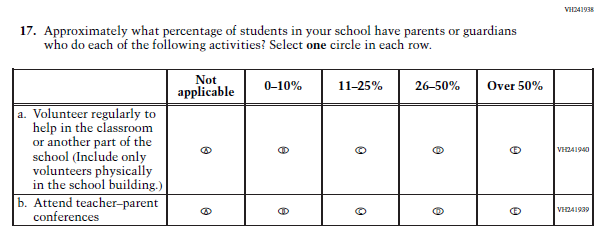 VH241938
17. Approximately what percentage of students in your school have parents or guardians
who do each of the following activities? Select one circle in each row.
Not
applicable
0–10%
11–25%
26–50%
Over 50%
a. Volunteer regularly to
help in the classroom
or another part of the
school (Include only
volunteers physically
in the school building.)
A B C D E VH241940
b. Attend teacher–parent
conferences
A B C D E VH241939